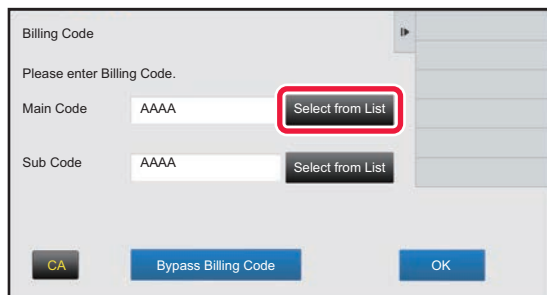 Billing Code
Please enter Billing Code.
Main Code AAAA Select from List
Sub Code AAAA Select from List
CA Bypass Billing Code OK